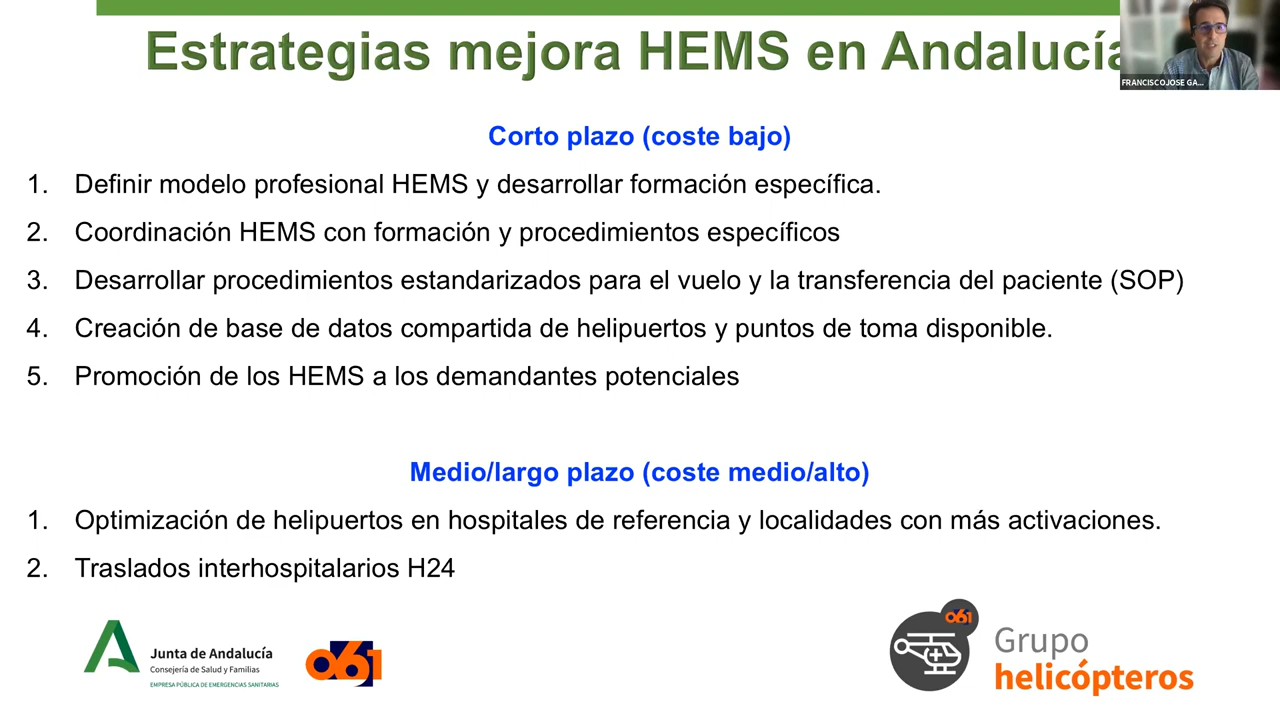 Estrategias mejora HEMS en Andalucía
FRANCISCOJOSE GA...
Corto plazo (coste bajo)
1. Definir modelo profesional HEMS y desarrollar formación específica.
2. Coordinación HEMS con formación y procedimientos específicos
3. Desarrollar procedimientos estandarizados para el vuelo y la transferencia del paciente (SOP)
4. Creación de base de datos compartida de helipuertos y puntos de toma disponible.
5. Promoción de los HEMS a los demandantes potenciales
Medio/largo plazo (coste medio/alto)
1. Optimización de helipuertos en hospitales de referencia y localidades con más activaciones.
2. Traslados interhospitalarios H24
Junta de Andalucía
Consejería de Salud y Familias
EMPRESA PÚBLICA DE EMERGENCIAS SANITARIAS
061
061
Grupo
helicópteros